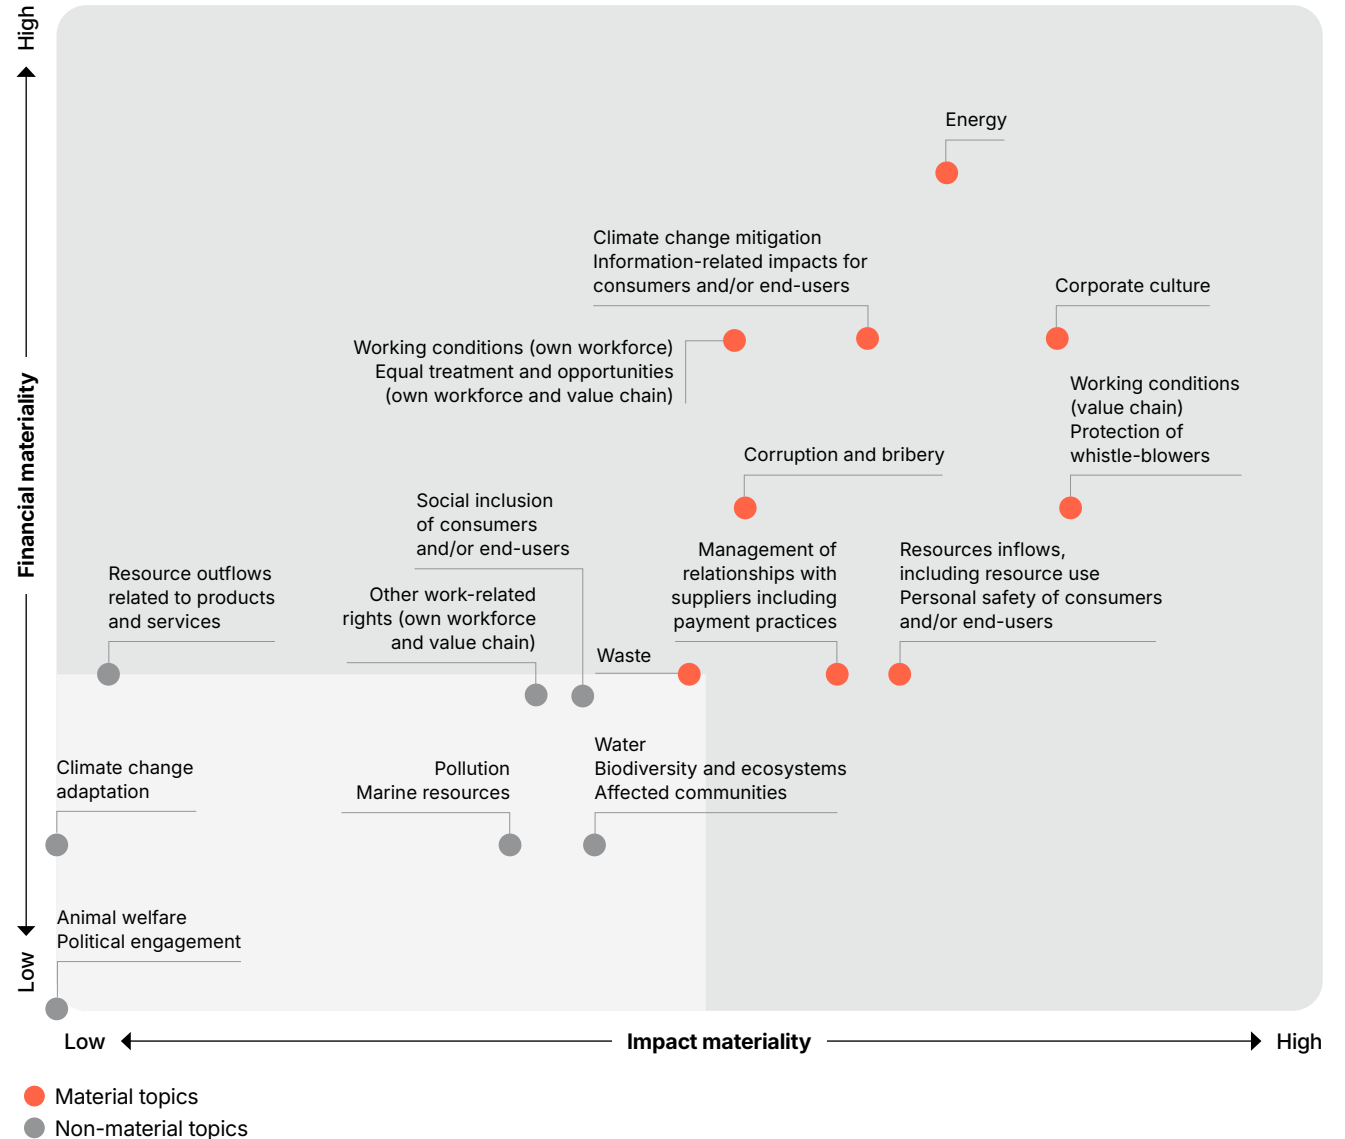 High
Financial materiality
Low
Energy
Climate change mitigation
Information-related impacts for
consumers and/or end-users
Corporate culture
Working conditions (own workforce)
Equal treatment and opportunities
(own workforce and value chain)
Working conditions
(value chain)
Protection of
whistle-blowers
Corruption and bribery
Social inclusion
of consumers
and/or end-users
Management of
relationships with
suppliers including
payment practices
Resources inflows,
including resource use
Personal safety of consumers
and/or end-users
Resource outflows
related to products
and services
Other work-related
rights (own workforce
and value chain)
Waste
Water
Biodiversity and ecosystems
Affected communities
Climate change
adaptation
Pollution
Marine resources
Animal welfare
Political engagement
Low
Impact materiality
High
Material topics
Non-material topics